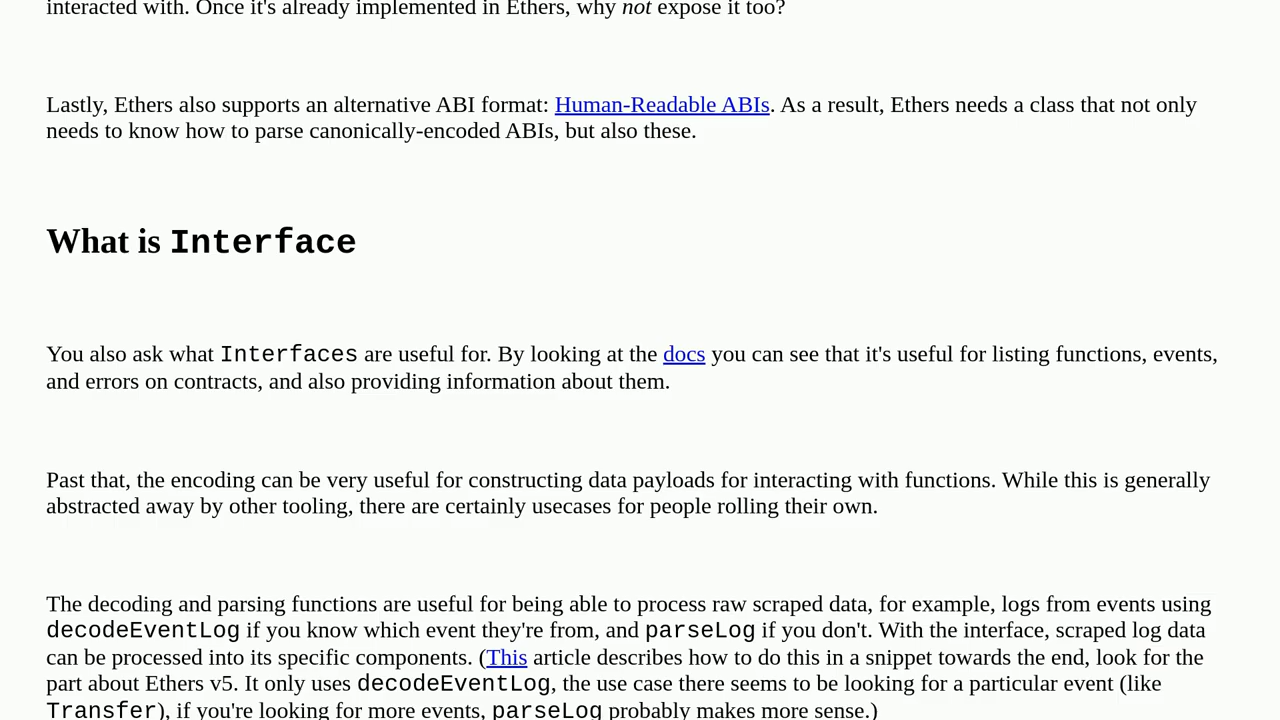 interacted with. Once it's already implemented in Ethers, why not expose it too?
Lastly, Ethers also supports an alternative ABI format: Human-Readable ABIs. As a result, Ethers needs a class that not only
needs to know how to parse canonically-encoded ABIs, but also these.
What is Interface
You also ask what Interfaces are useful for. By looking at the docs you can see that it's useful for listing functions, events,
and errors on contracts, and also providing information about them.
Past that, the encoding can be very useful for constructing data payloads for interacting with functions. While this is generally
abstracted away by other tooling, there are certainly usecases for people rolling their own.
The decoding and parsing functions are useful for being able to process raw scraped data, for example, logs from events using
decodeEventLog if you know which event they're from, and parseLog if you don't. With the interface, scraped log data
can be processed into its specific components. (This article describes how to do this in a snippet towards the end, look for the
part about Ethers v5. It only uses decodeEventLog, the use case there seems to be looking for a particular event (like
Transfer), if you're looking for more events, parseLog probably makes more sense.)